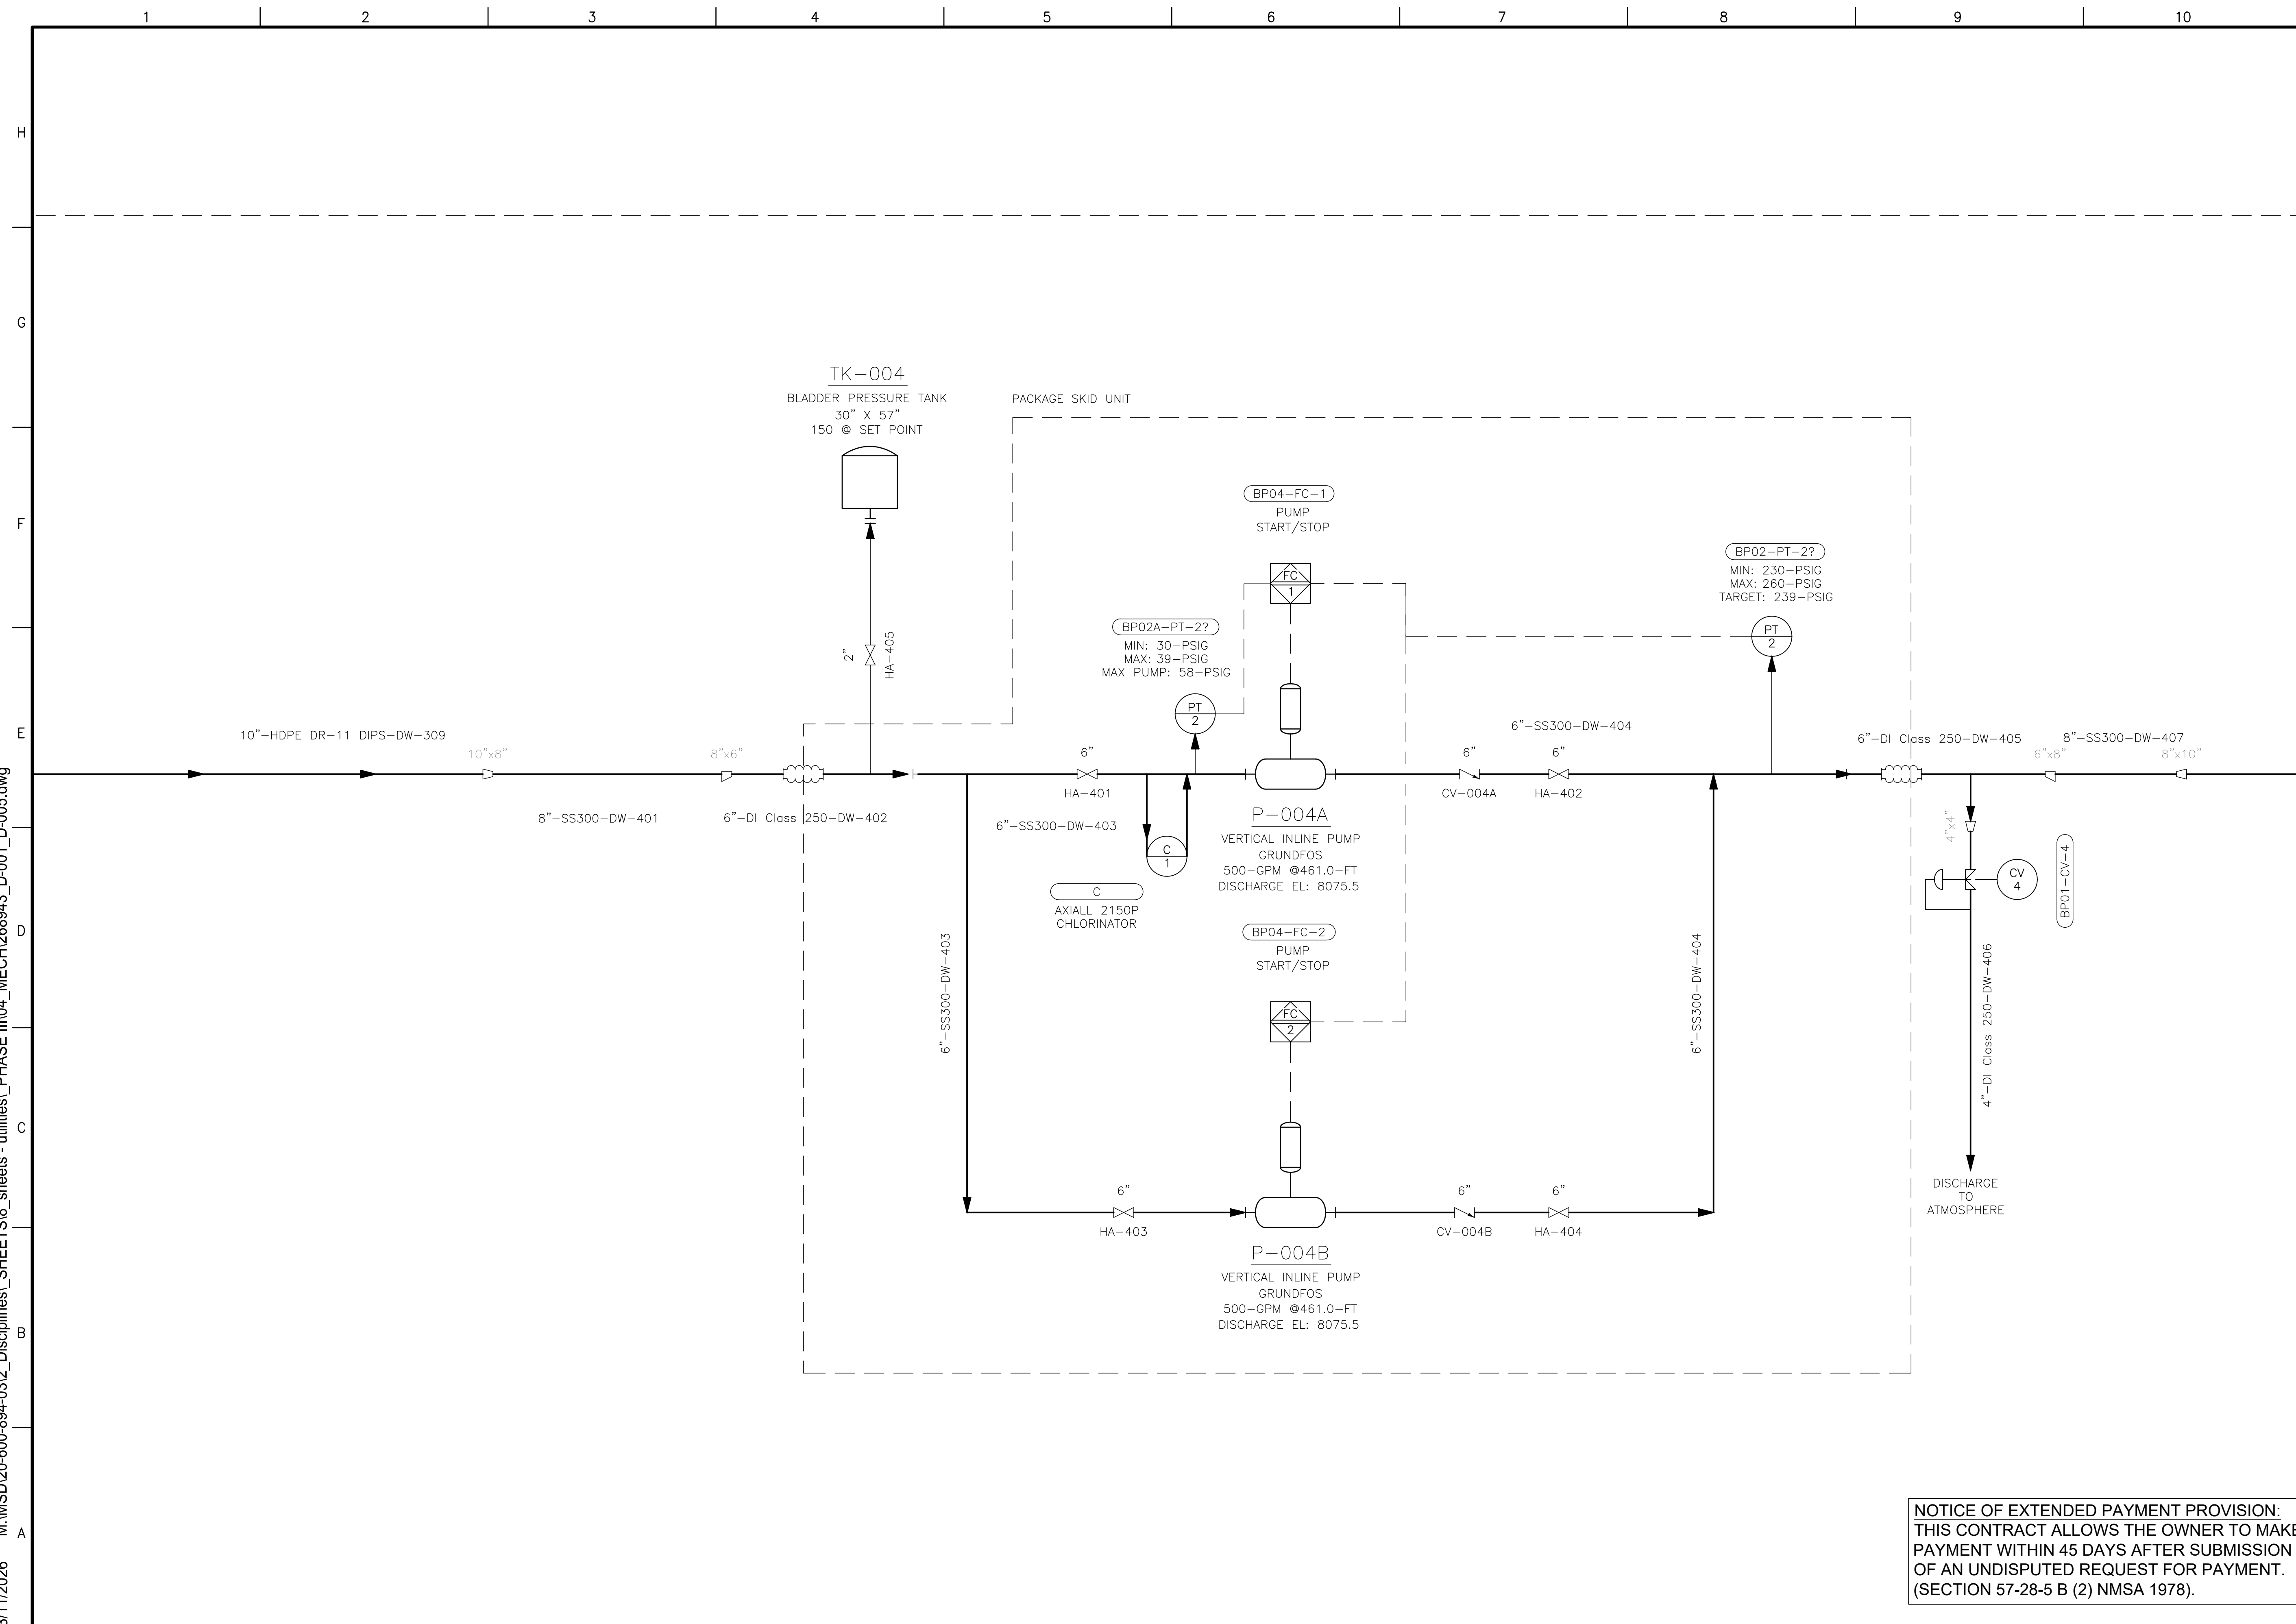 1 2 3 4 5 6 7 8 9 10
H
G
F
E
D
C
B
A
TK-004
BLADDER PRESSURE TANK
30" X 57"
150 @ SET POINT
PACKAGE SKID UNIT
BP04-FC-1
PUMP
START/STOP
FC
1
BP02-PT-2?
MIN: 230-PSIG
MAX: 260-PSIG
TARGET: 239-PSIG
PT
2
BP02A-PT-2?
MIN: 30-PSIG
MAX: 39-PSIG
MAX PUMP: 58-PSIG
PT
2
2"
HA-405
10"-HDPE DR-11 DIPS-DW-309
10"x8"
8"x6"
8"-SS300-DW-401
6"-DI Class 250-DW-402
6"
HA-401
6"-SS300-DW-403
C
1
C
AXIALL 2150P
CHLORINATOR
P-004A
VERTICAL INLINE PUMP
GRUNDFOS
500-GPM @461.0-FT
DISCHARGE EL: 8075.5
6"-SS300-DW-404
6"
CV-004A
6"
HA-402
6"-DI Class 250-DW-405
6"x8"
8"-SS300-DW-407
8"x10"
4"x4"
CV
4
BP01-CV-4
4"-DI Class 250-DW-406
DISCHARGE
TO
ATMOSPHERE
BP04-FC-2
PUMP
START/STOP
FC
2
6"-SS300-DW-403
6"-SS300-DW-404
6"
HA-403
P-004B
VERTICAL INLINE PUMP
GRUNDFOS
500-GPM @461.0-FT
DISCHARGE EL: 8075.5
6"
CV-004B
6"
HA-404
NOTICE OF EXTENDED PAYMENT PROVISION:
THIS CONTRACT ALLOWS THE OWNER TO MAKE
PAYMENT WITHIN 45 DAYS AFTER SUBMISSION
OF AN UNDISPUTED REQUEST FOR PAYMENT.
(SECTION 57-28-5 B (2) NMSA 1978).